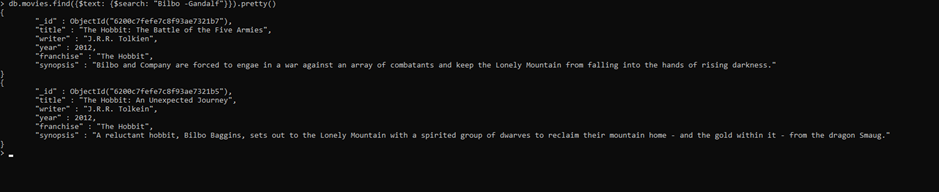 > db.movies.find({$text: {$search: "Bilbo -Gandalf"}}).pretty()
{
"_id" : ObjectId("6200c7fefe7c8f93ae7321b7"),
"title" : "The Hobbit: The Battle of the Five Armies",
"writer" : "J.R.R. Tolkien",
"year" : 2012,
"franchise" : "The Hobbit",
"synopsis" : "Bilbo and Company are forced to engae in a war against an array of combatants and keep the Lonely Mountain from falling into the hands of rising darkness."
}
{
"_id" : ObjectId("6200c7fefe7c8f93ae7321b5"),
"title" : "The Hobbit: An Unexpected Journey",
"writer" : "J.R.R. Tolkein",
"year" : 2012,
"franchise" : "The Hobbit",
"synopsis" : "A reluctant hobbit, Bilbo Baggins, sets out to the Lonely Mountain with a spirited group of dwarves to reclaim their mountain home - and the gold within it - from the dragon Smaug."
}
>